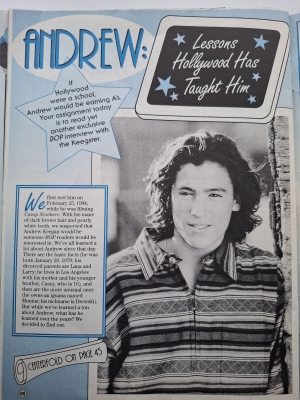 ANDREW:
Lessons
Hollywood Has
Taught Him
If
Hollywood
were a school,
Andrew would be earning A's.
Your assignment today
is to read yet
another exclusive
BOP interview with
the Keegster.
We first met him on
February 25, 1994,
while he was filming
Camp Nowhere. With his mane
of dark brown hair and pearly
white teeth, we suspected that
Andrew Keegan would be
someone BOP readers would be
interested in. We've all learned a
lot about Andrew since that day.
There are the basic facts (he was
born January 29, 1979; his
divorced parents are Lana and
Larry; he lives in Los Angeles
with his mother and his younger
brother, Casey, who is 10), and
then are the more unusual ones
(he owns an iguana named
his nickname is Drewski).
But while we've learned a ton
about Andrew, what has he
learned over the years? We
decided to find out.
CENTERFOLD ON PAGE 45